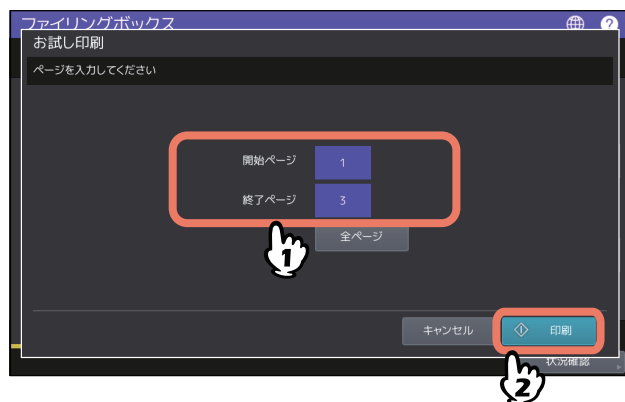 ファイリングボックス
?
お試し印刷
ページを入力してください
開始ページ 1
終了ページ 3
全ページ
1
キャンセル 印刷
状況確認
2